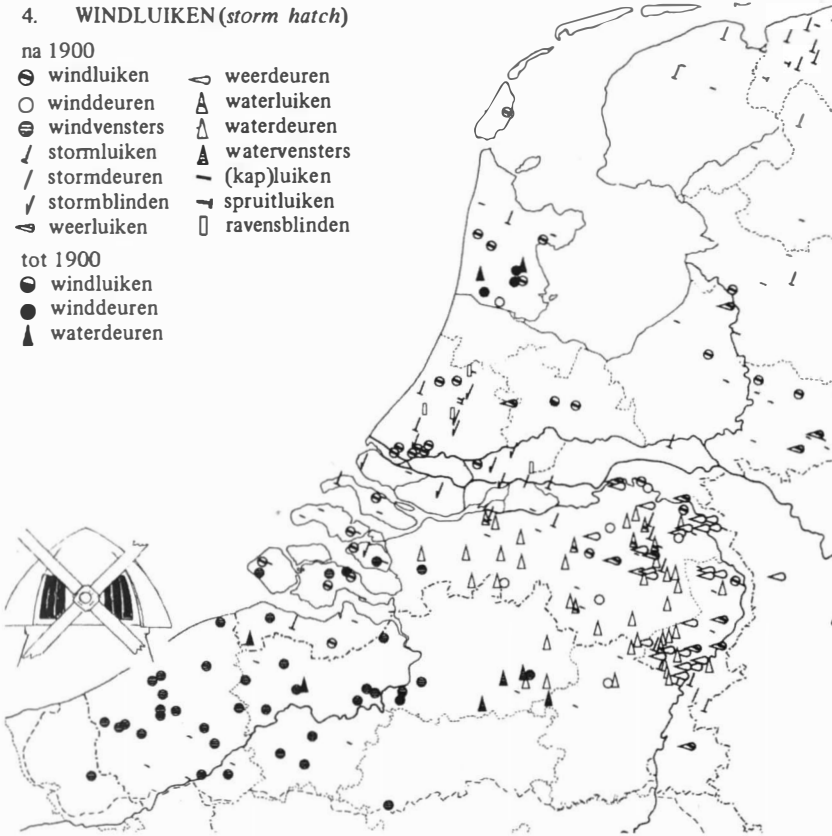 4. WINDLUIKEN (storm hatch)
na 1900
windluiken
winddeuren
windvensters
stormluiken
stormdeuren
stormblinden
weerluiken
weerdeuren
waterluiken
waterdeuren
watervensters
(kap)luiken
spruitluiken
ravensblinden
tot 1900
windluiken
winddeuren
waterdeuren